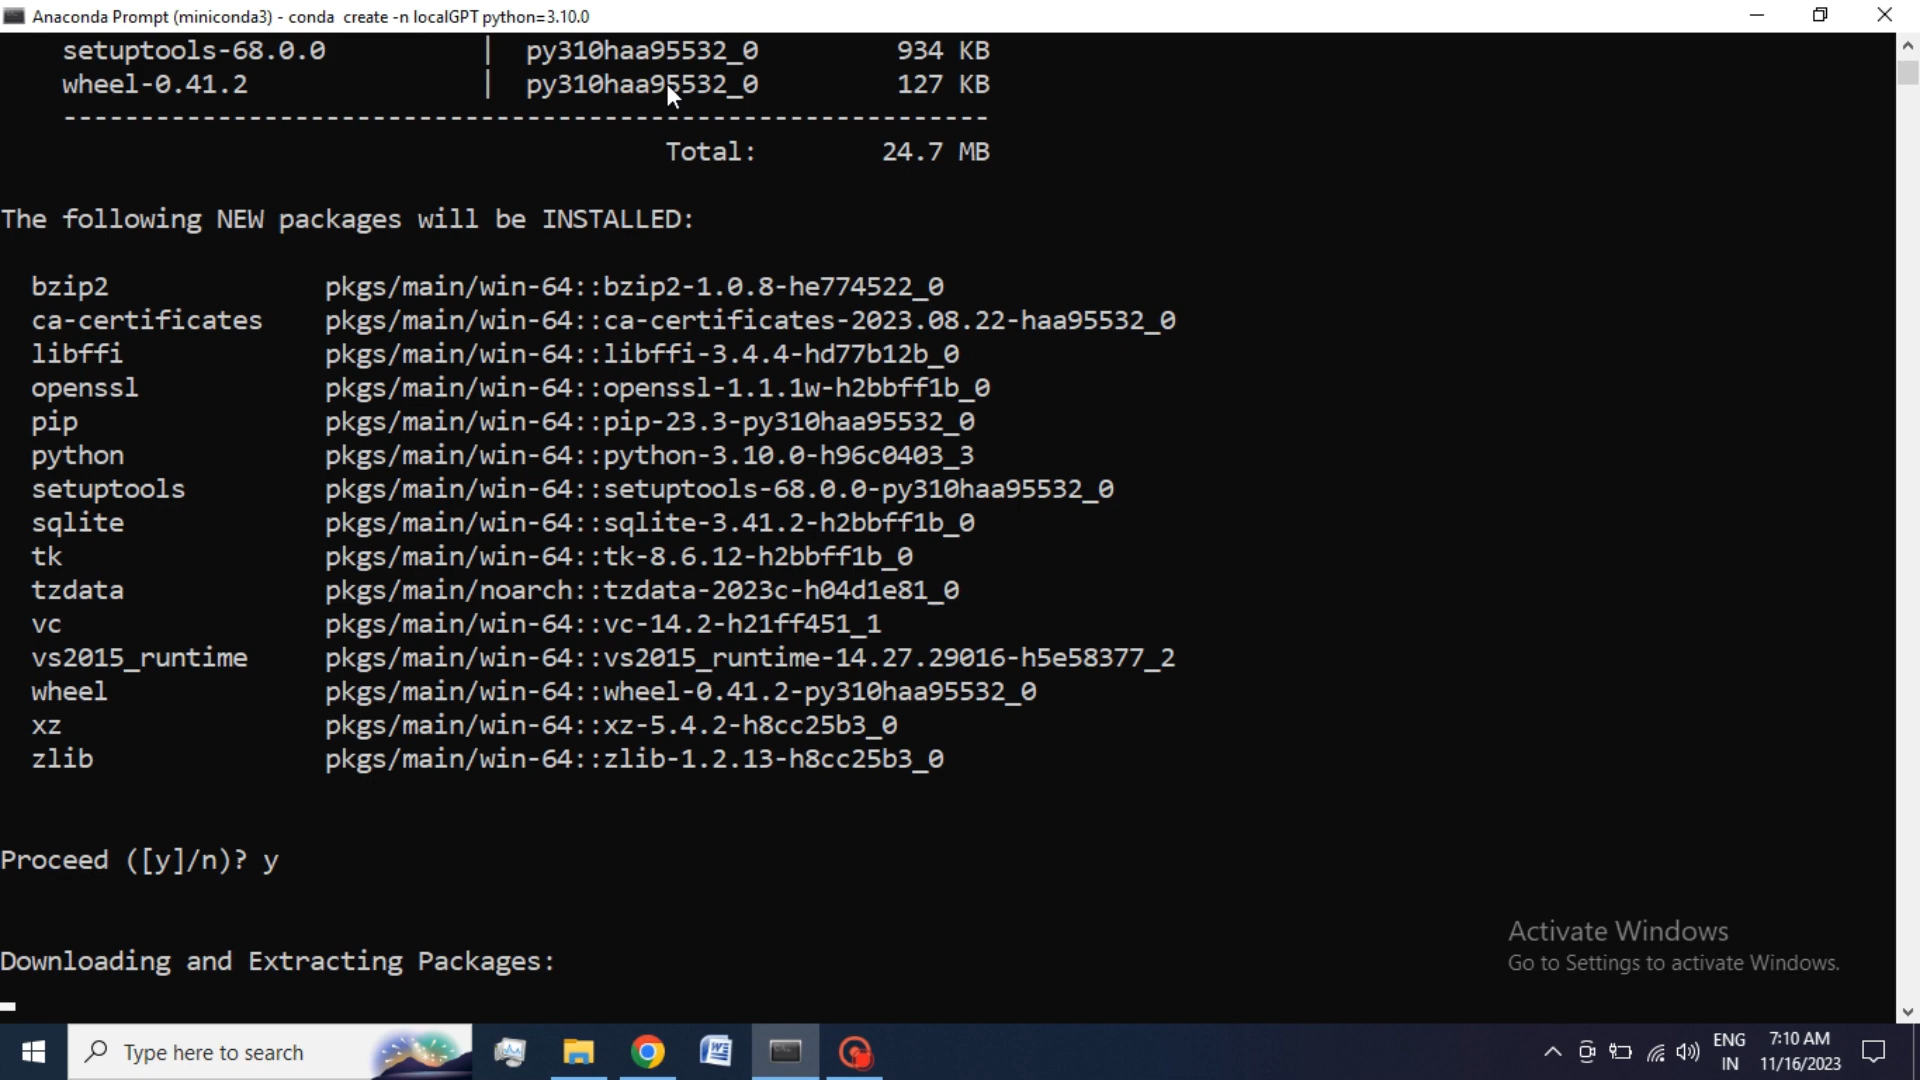 Anaconda Prompt (miniconda3) - conda  create -n localGPT python=3.10.0
setuptools-68.0.0 | py310haa95532_0 934 KB
wheel-0.41.2 | py310haa95532_0 127 KB
------------------------------------------------------------
Total: 24.7 MB
The following NEW packages will be INSTALLED:
bzip2 pkgs/main/win-64::bzip2-1.0.8-he774522_0
ca-certificates pkgs/main/win-64::ca-certificates-2023.08.22-haa95532_0
libffi pkgs/main/win-64::libffi-3.4.4-hd77b12b_0
openssl pkgs/main/win-64::openssl-1.1.1w-h2bbff1b_0
pip pkgs/main/win-64::pip-23.3-py310haa95532_0
python pkgs/main/win-64::python-3.10.0-h96c0403_3
setuptools pkgs/main/win-64::setuptools-68.0.0-py310haa95532_0
sqlite pkgs/main/win-64::sqlite-3.41.2-h2bbff1b_0
tk pkgs/main/win-64::tk-8.6.12-h2bbff1b_0
tzdata pkgs/main/noarch::tzdata-2023c-h04d1e81_0
vc pkgs/main/win-64::vc-14.2-h21ff451_1
vs2015_runtime pkgs/main/win-64::vs2015_runtime-14.27.29016-h5e58377_2
wheel pkgs/main/win-64::wheel-0.41.2-py310haa95532_0
xz pkgs/main/win-64::xz-5.4.2-h8cc25b3_0
zlib pkgs/main/win-64::zlib-1.2.13-h8cc25b3_0
Proceed ([y]/n)? y
Downloading and Extracting Packages:
Activate Windows
Go to Settings to activate Windows.
Type here to search
ENG
IN
7:10 AM
11/16/2023